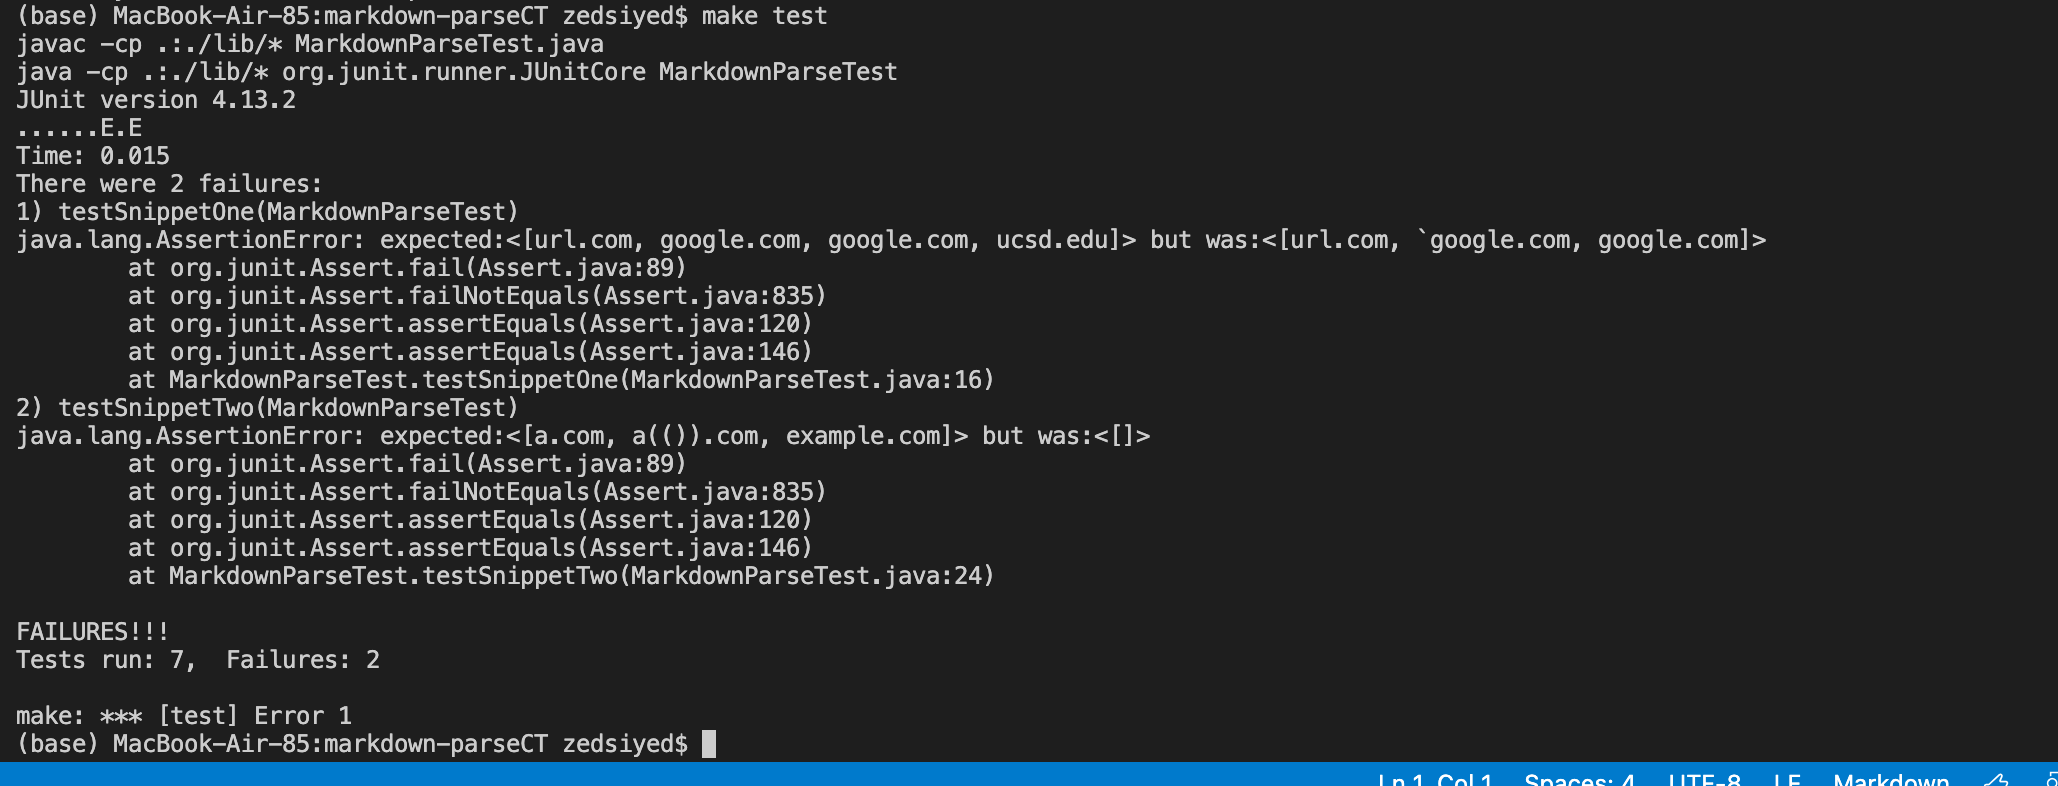 (base) MacBook-Air-85:markdown-parseCT zedsiyed$ make test
javac -cp .:./lib/* MarkdownParseTest.java
java -cp .:./lib/* org.junit.runner.JUnitCore MarkdownParseTest
JUnit version 4.13.2
......E.E
Time: 0.015
There were 2 failures:
1) testSnippetOne(MarkdownParseTest)
java.lang.AssertionError: expected:<[url.com, google.com, google.com, ucsd.edu]> but was:<[url.com, `google.com, google.com]>
        at org.junit.Assert.fail(Assert.java:89)
        at org.junit.Assert.failNotEquals(Assert.java:835)
        at org.junit.Assert.assertEquals(Assert.java:120)
        at org.junit.Assert.assertEquals(Assert.java:146)
        at MarkdownParseTest.testSnippetOne(MarkdownParseTest.java:16)
2) testSnippetTwo(MarkdownParseTest)
java.lang.AssertionError: expected:<[a.com, a(()).com, example.com]> but was:<[]>
        at org.junit.Assert.fail(Assert.java:89)
        at org.junit.Assert.failNotEquals(Assert.java:835)
        at org.junit.Assert.assertEquals(Assert.java:120)
        at org.junit.Assert.assertEquals(Assert.java:146)
        at MarkdownParseTest.testSnippetTwo(MarkdownParseTest.java:24)
FAILURES!!!
Tests run: 7,  Failures: 2
make: *** [test] Error 1
(base) MacBook-Air-85:markdown-parseCT zedsiyed$
Ln 1, Col 1 Spaces: 4 UTF-8 LF Markdown